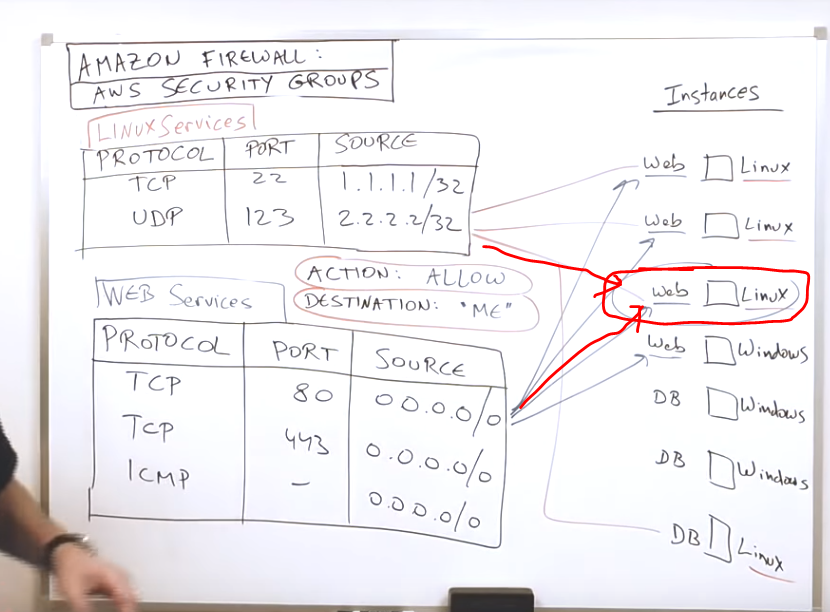 AMAZON FIREWALL:
AWS SECURITY GROUPS
LINUX Services
PROTOCOL PORT SOURCE
TCP 22 1.1.1.1/32
UDP 123 2.2.2.2/32
ACTION: ALLOW
DESTINATION: "ME"
WEB Services
PROTOCOL PORT SOURCE
TCP 80 0 0.0.0/0
TCP 443 0.0.0.0/0
ICMP - 0.0.0.0/0
Instances
Web Linux
Web Linux
Web Linux
Web Windows
DB Windows
DB Windows
DB Linux